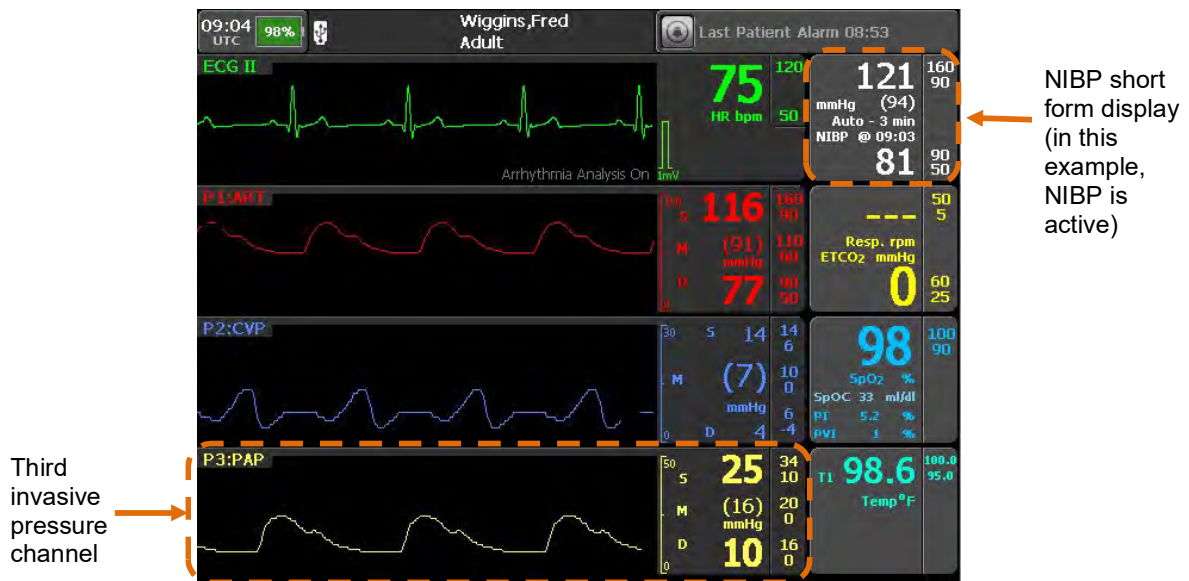 09:04
UTC
98%
Wiggins,Fred
Adult
Last Patient Alarm 08:53
ECG II
Arrhythmia Analysis On
1mV
75
HR bpm
120
50
121
mmHg (94)
Auto - 3 min
NIBP @ 09:03
81
160
90
90
50
NIBP short
form display
(in this
example,
NIBP is
active)
P1:ART
S 116
M (91)
mmHg
D 77
0
160
90
110
60
90
50
---
Resp. rpm
ETCO2 mmHg
0
50
5
60
25
P2:CVP
30
S 14
M (7)
mmHg
D 4
0
14
6
10
0
6
-4
98
SpO2 %
SpOC 33 ml/dl
PI 5.2 %
PVI 1 %
100
90
Third
invasive
pressure
channel
P3:PAP
50
S 25
M (16)
mmHg
D 10
0
34
10
20
0
16
0
T1 98.6
Temp°F
100.0
95.0